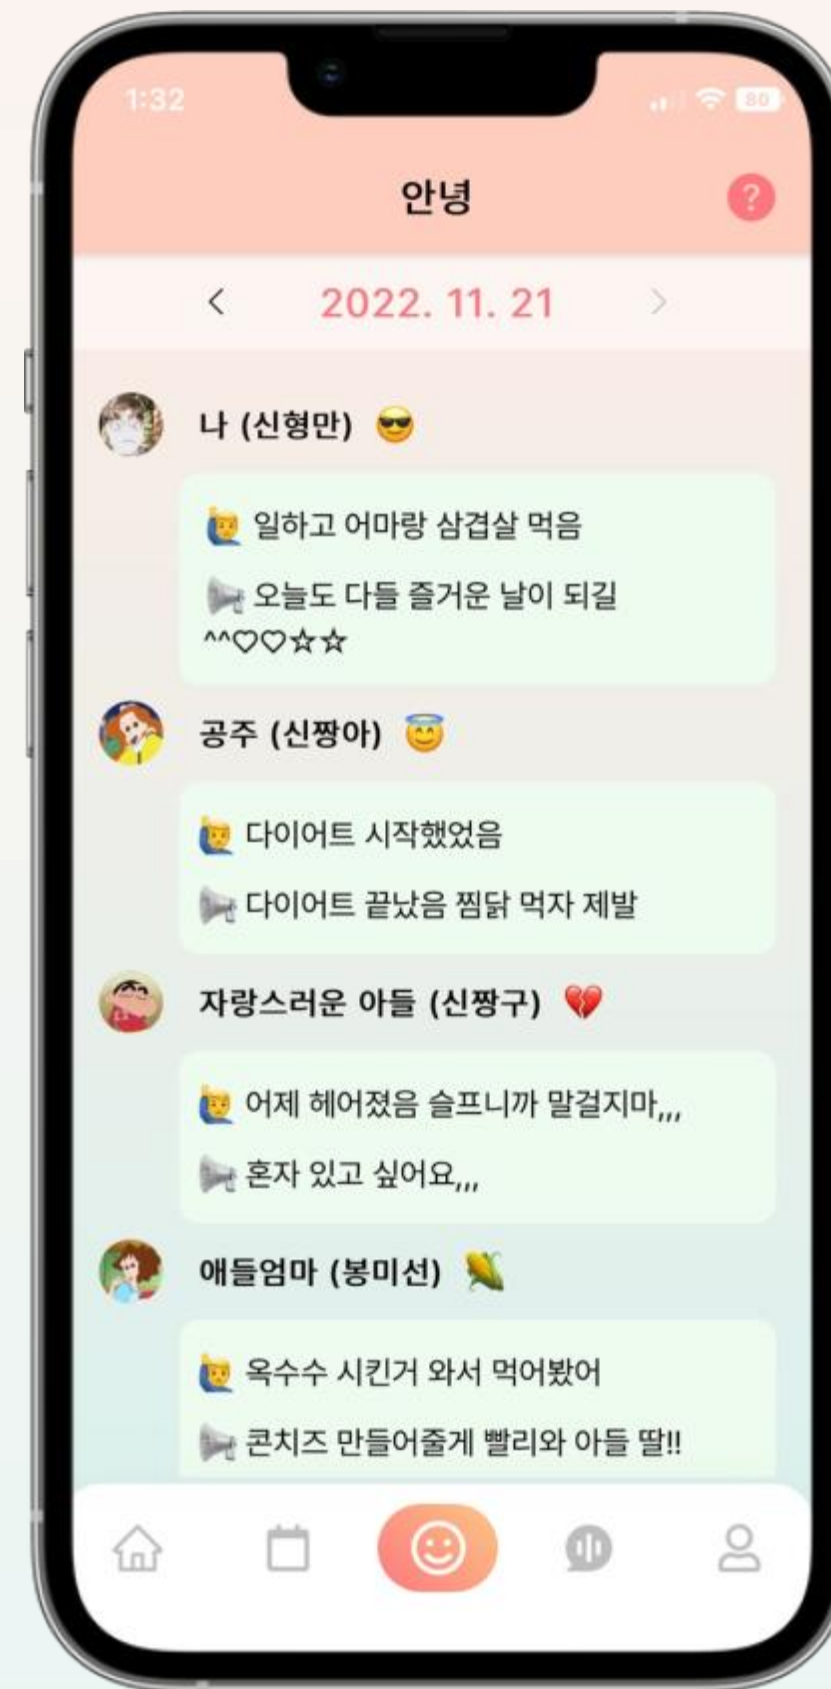 1:32
80
안녕
?
< 2022. 11. 21 >
나 (신형만) 😎
🙋‍♂️ 일하고 어마랑 삼겹살 먹음
📢 오늘도 다들 즐거운 날이 되길
^^♡♡☆☆
공주 (신짱아) 😇
🙋‍♂️ 다이어트 시작했었음
📢 다이어트 끝났음 찜닭 먹자 제발
자랑스러운 아들 (신짱구) 💔
🙋‍♂️ 어제 헤어졌음 슬프니까 말걸지마,,,
📢 혼자 있고 싶어요,,,
애들엄마 (봉미선) 🌽
🙋‍♂️ 옥수수 시킨거 와서 먹어봤어
📢 콘치즈 만들어줄게 빨리와 아들 딸!!